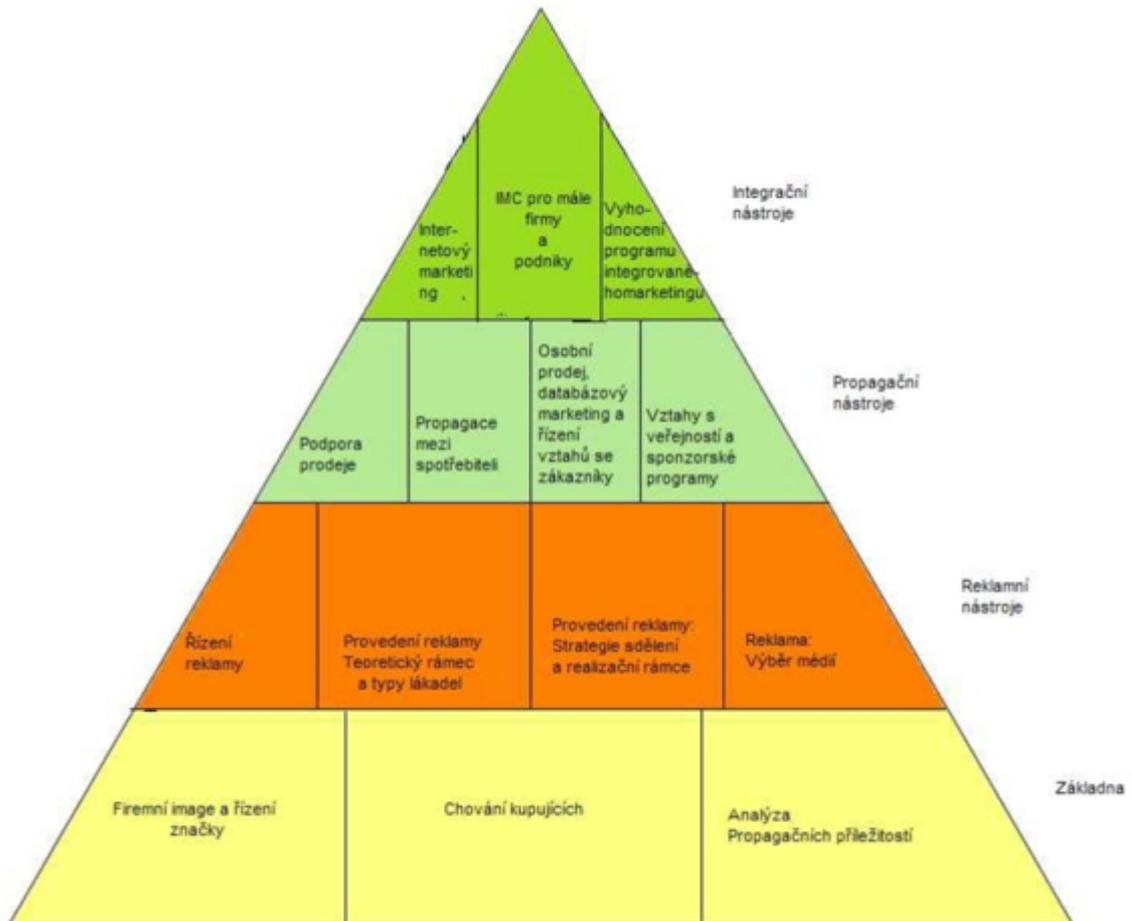 Integrační
nástroje
Inter-
netový
marketi
ng
IMC pro mále
firmy
a
podníky
Vyho-
dnocení
programu
integrované-
homarketingu
Propagační
nástroje
Podpora
prodeje
Propagace
mezi
spotřebiteli
Osobní
prodej,
databázový
marketing a
řízení
vztahů se
zákazníky
Vztahy s
veřejností a
sponzorské
programy
Reklamní
nástroje
Řízení
reklamy
Provedení reklamy
Teoretický rámec
a typy lákadel
Provedení reklamy:
Strategie sdělení
a realizační rámce
Reklama:
Výběr médií
Základna
Firemní image a řízení
značky
Chování kupujících
Analýza
Propagačních příležitostí